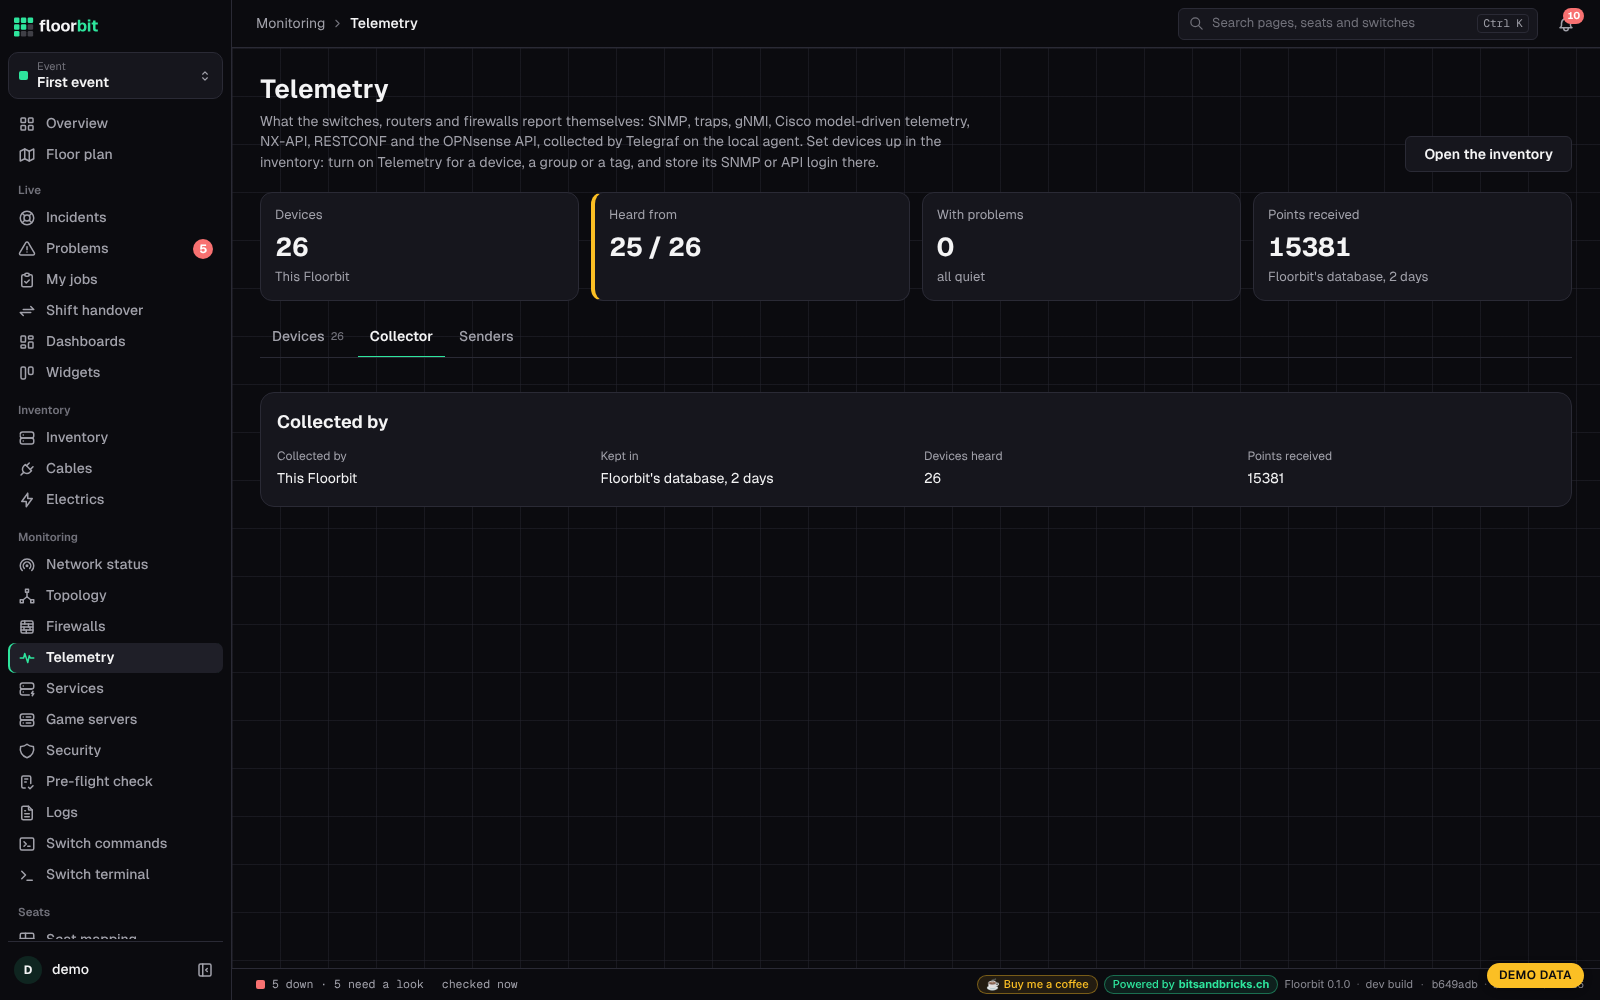 floorbit
Event
First event
Overview
Floor plan
Live
Incidents
Problems 5
My jobs
Shift handover
Dashboards
Widgets
Inventory
Inventory
Cables
Electrics
Monitoring
Network status
Topology
Firewalls
Telemetry
Services
Game servers
Security
Pre-flight check
Logs
Switch commands
Switch terminal
Seats
Seat mapping
D demo
Monitoring > Telemetry
Search pages, seats and switches Ctrl K
10
Telemetry
What the switches, routers and firewalls report themselves: SNMP, traps, gNMI, Cisco model-driven telemetry,
NX-API, RESTCONF and the OPNsense API, collected by Telegraf on the local agent. Set devices up in the
inventory: turn on Telemetry for a device, a group or a tag, and store its SNMP or API login there.
Open the inventory
Devices
26
This Floorbit
Heard from
25 / 26
With problems
0
all quiet
Points received
15381
Floorbit's database, 2 days
Devices 26 Collector Senders
Collected by
Collected by
This Floorbit
Kept in
Floorbit's database, 2 days
Devices heard
26
Points received
15381
5 down · 5 need a look checked now
Buy me a coffee
Powered by bitsandbricks.ch
Floorbit 0.1.0 · dev build · b649adb ·
DEMO DATA